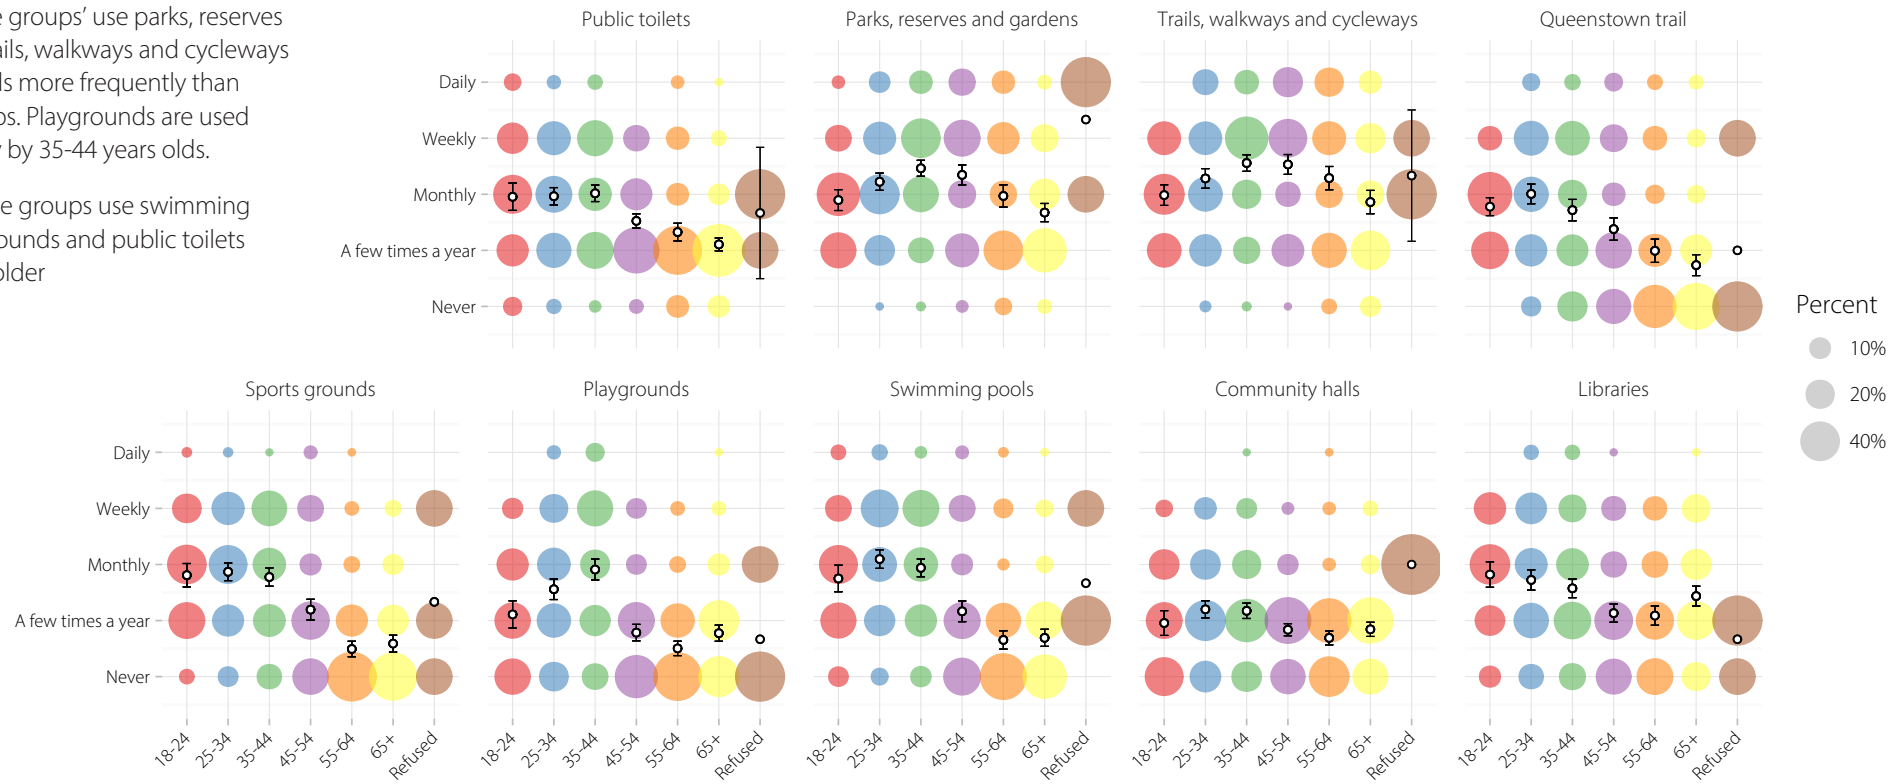 e groups’ use parks, reserves
ails, walkways and cycleways
ds more frequently than
ps. Playgrounds are used
y by 35-44 years olds.
e groups use swimming
ounds and public toilets
older
Public toilets
Parks, reserves and gardens
Trails, walkways and cycleways
Queenstown trail
Daily
Weekly
Monthly
A few times a year
Never
Percent
10%
20%
40%
Sports grounds
Playgrounds
Swimming pools
Community halls
Libraries
Daily
Weekly
Monthly
A few times a year
Never
18-24
25-34
35-44
45-54
55-64
65+
Refused
18-24
25-34
35-44
45-54
55-64
65+
Refused
18-24
25-34
35-44
45-54
55-64
65+
Refused
18-24
25-34
35-44
45-54
55-64
65+
Refused
18-24
25-34
35-44
45-54
55-64
65+
Refused